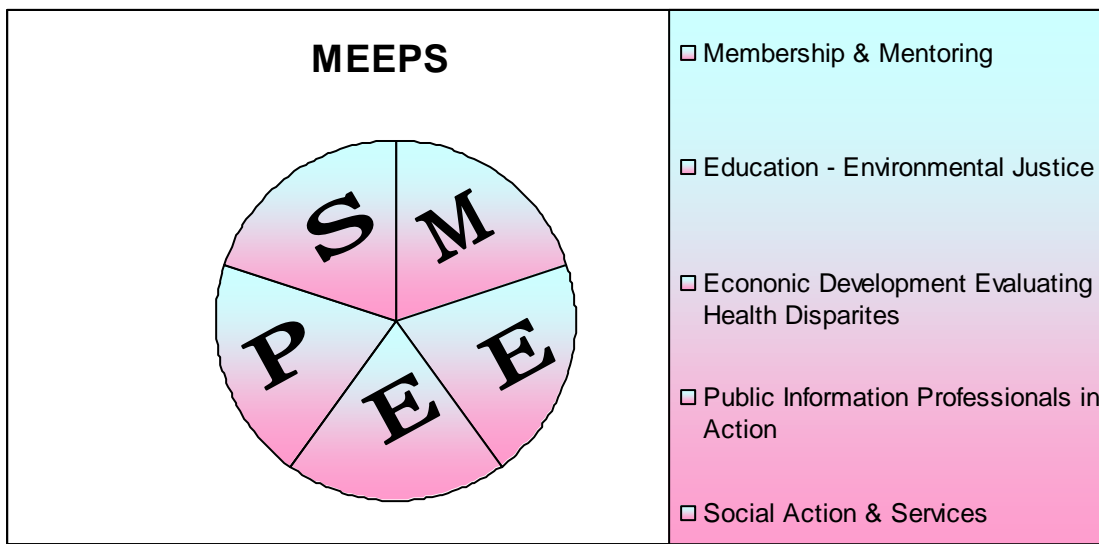 MEEPS
S
M
P
E
E
Membership & Mentoring
Education - Environmental Justice
Econonic Development Evaluating
Health Disparites
Public Information Professionals in
Action
Social Action & Services